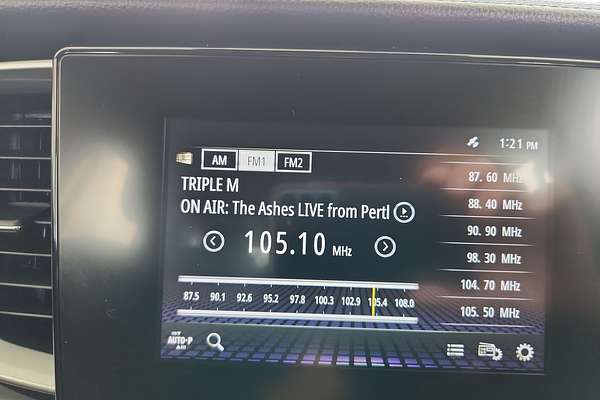 1:21 PM
AM FM1 FM2
TRIPLE M
ON AIR: The Ashes LIVE from Pertl
105.10 MHz
87.5 90.1 92.6 95.2 97.8 100.3 102.9 105.4 108.0
87.60 MHz
88.40 MHz
90.90 MHz
98.30 MHz
104.70 MHz
105.50 MHz
AUTO-P